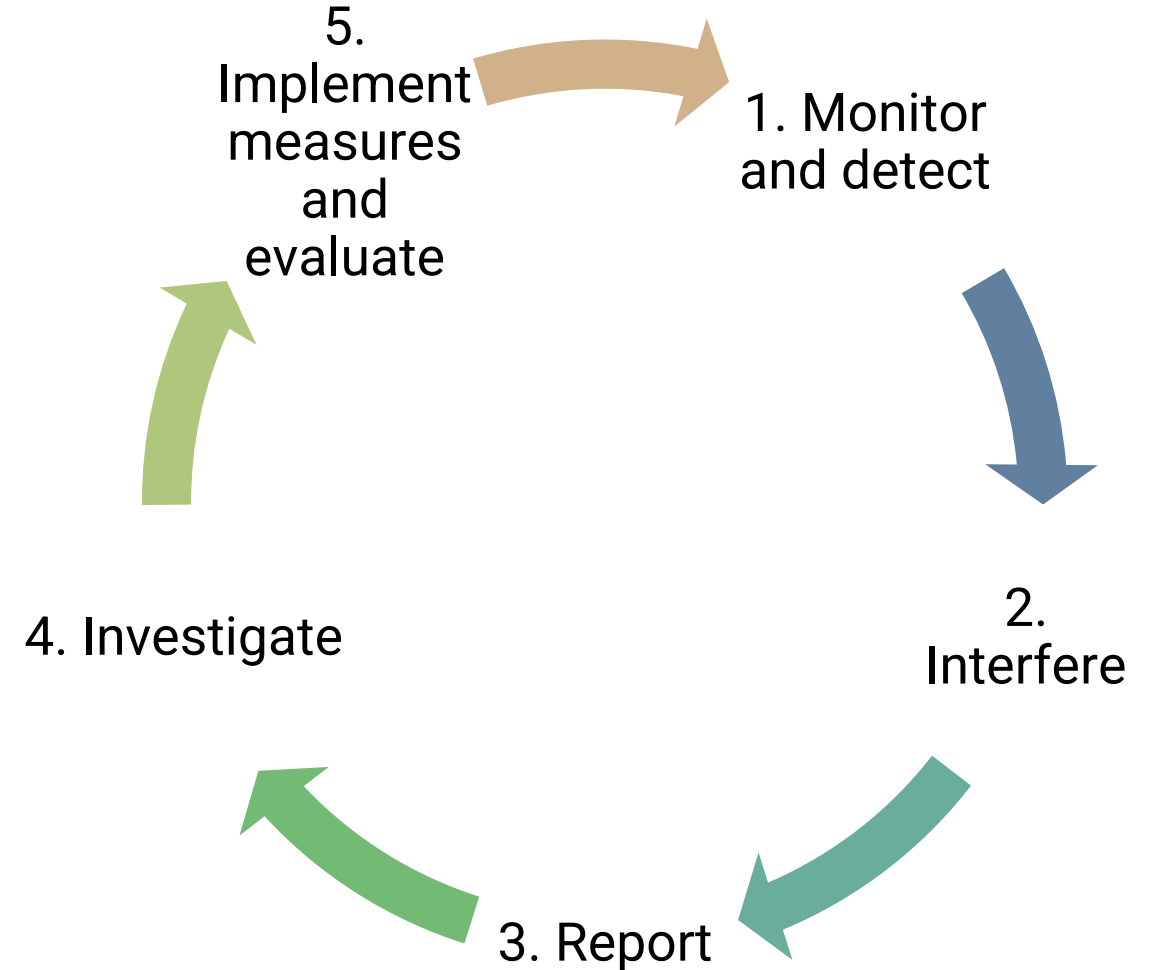 1. Monitor
and detect
2.
Interfere
3. Report
4. Investigate
5.
Implement
measures
and
evaluate